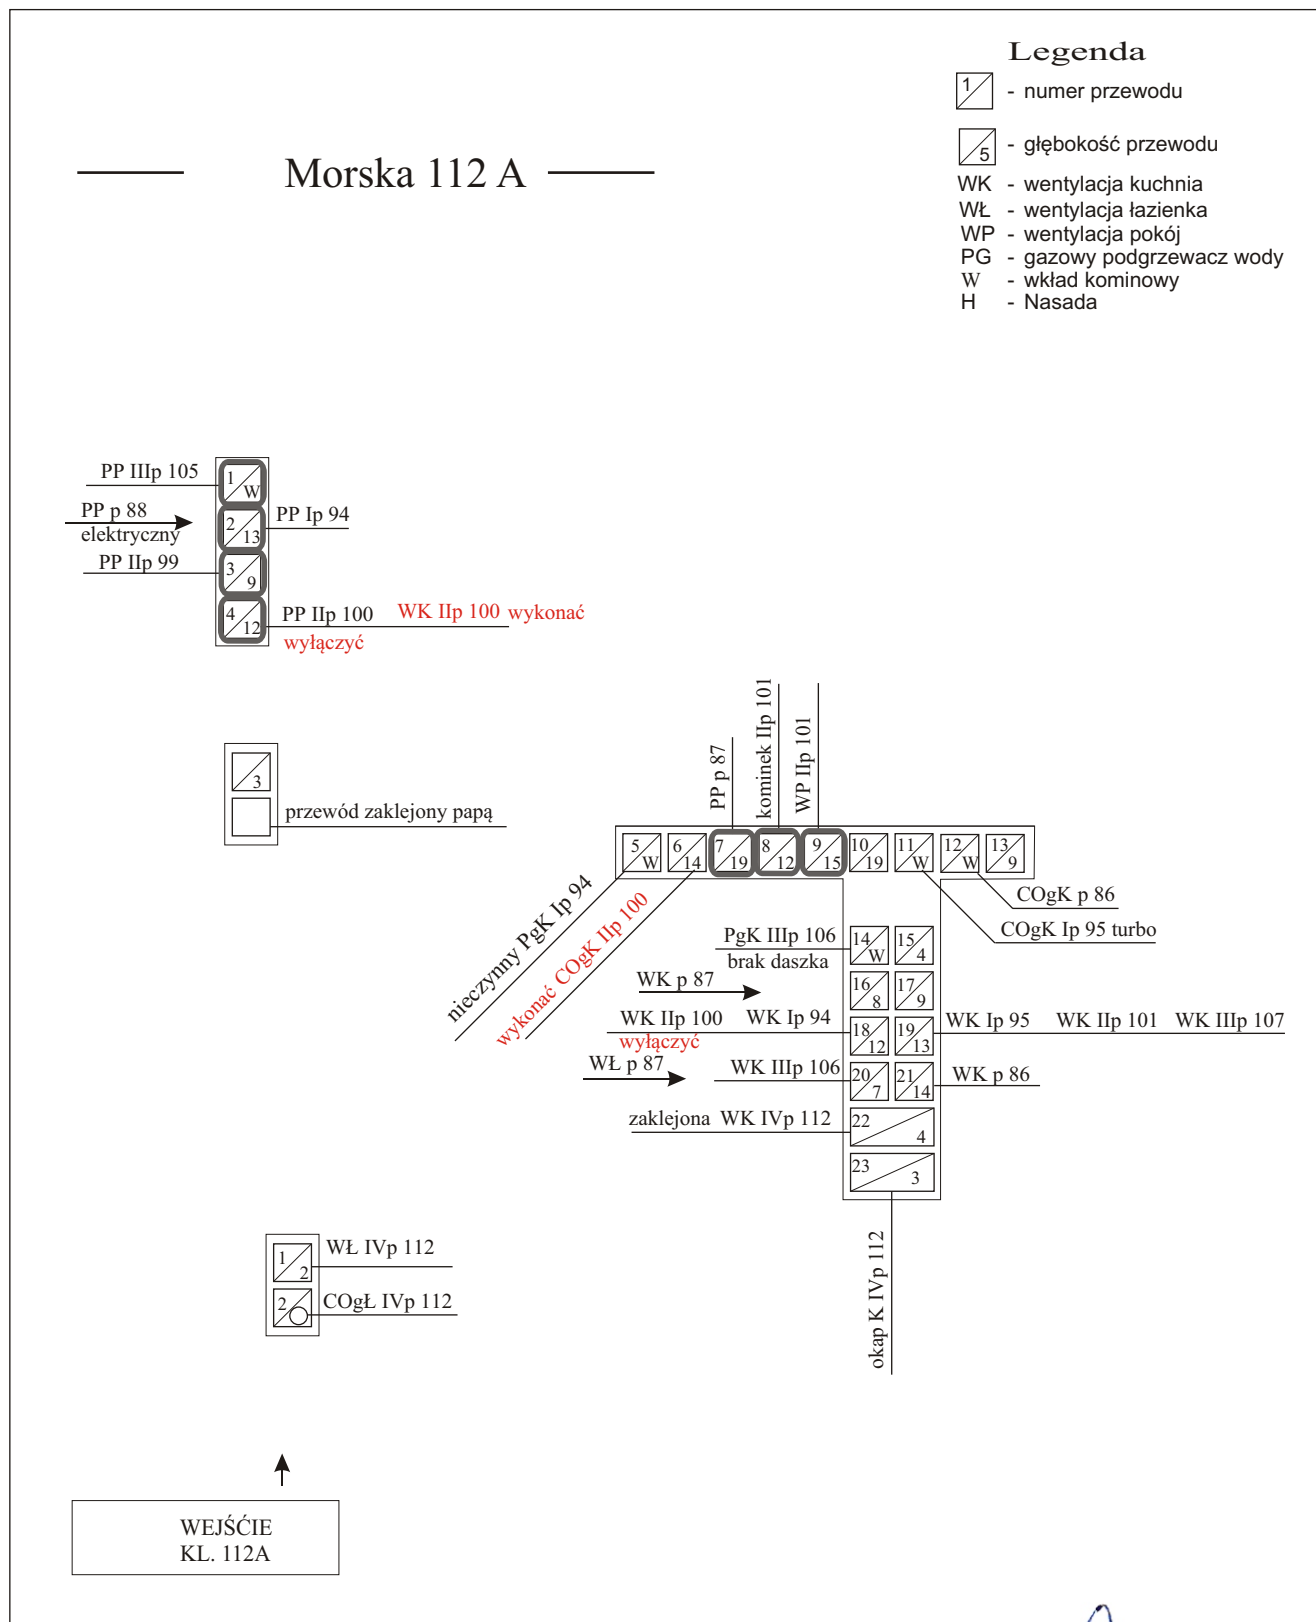 Legenda
1 - numer przewodu
5 - głębokość przewodu
WK - wentylacja kuchnia
WŁ - wentylacja łazienka
WP - wentylacja pokój
PG - gazowy podgrzewacz wody
W - wkład kominowy
H - Nasada
Morska 112 A
PP IIIp 105
1 W
PP p 88
elektryczny
2 13
PP Ip 94
PP IIp 99
3 9
4 12
PP IIp 100 WK IIp 100 wykonać
wyłączyć
3
przewód zaklejony papą
PP p 87
kominek IIp 101
WP IIp 101
5 W
6 14
7 19
8 12
9 15
10 19
11 W
12 W
13 9
nieczynny PgK Ip 94
wykonać COgK IIp 100
COgK p 86
COgK Ip 95 turbo
PgK IIIp 106
brak daszka
14 W
15 4
WK p 87
16 8
17 9
WK IIp 100 WK Ip 94
wyłączyć
18 12
19 13
WK Ip 95 WK IIp 101 WK IIIp 107
WŁ p 87
WK IIIp 106
20 7
21 14
WK p 86
zaklejona WK IVp 112
22 4
23 3
okap K IVp 112
1 2
WŁ IVp 112
2
COgŁ IVp 112
WEJŚĆIE
KL. 112A